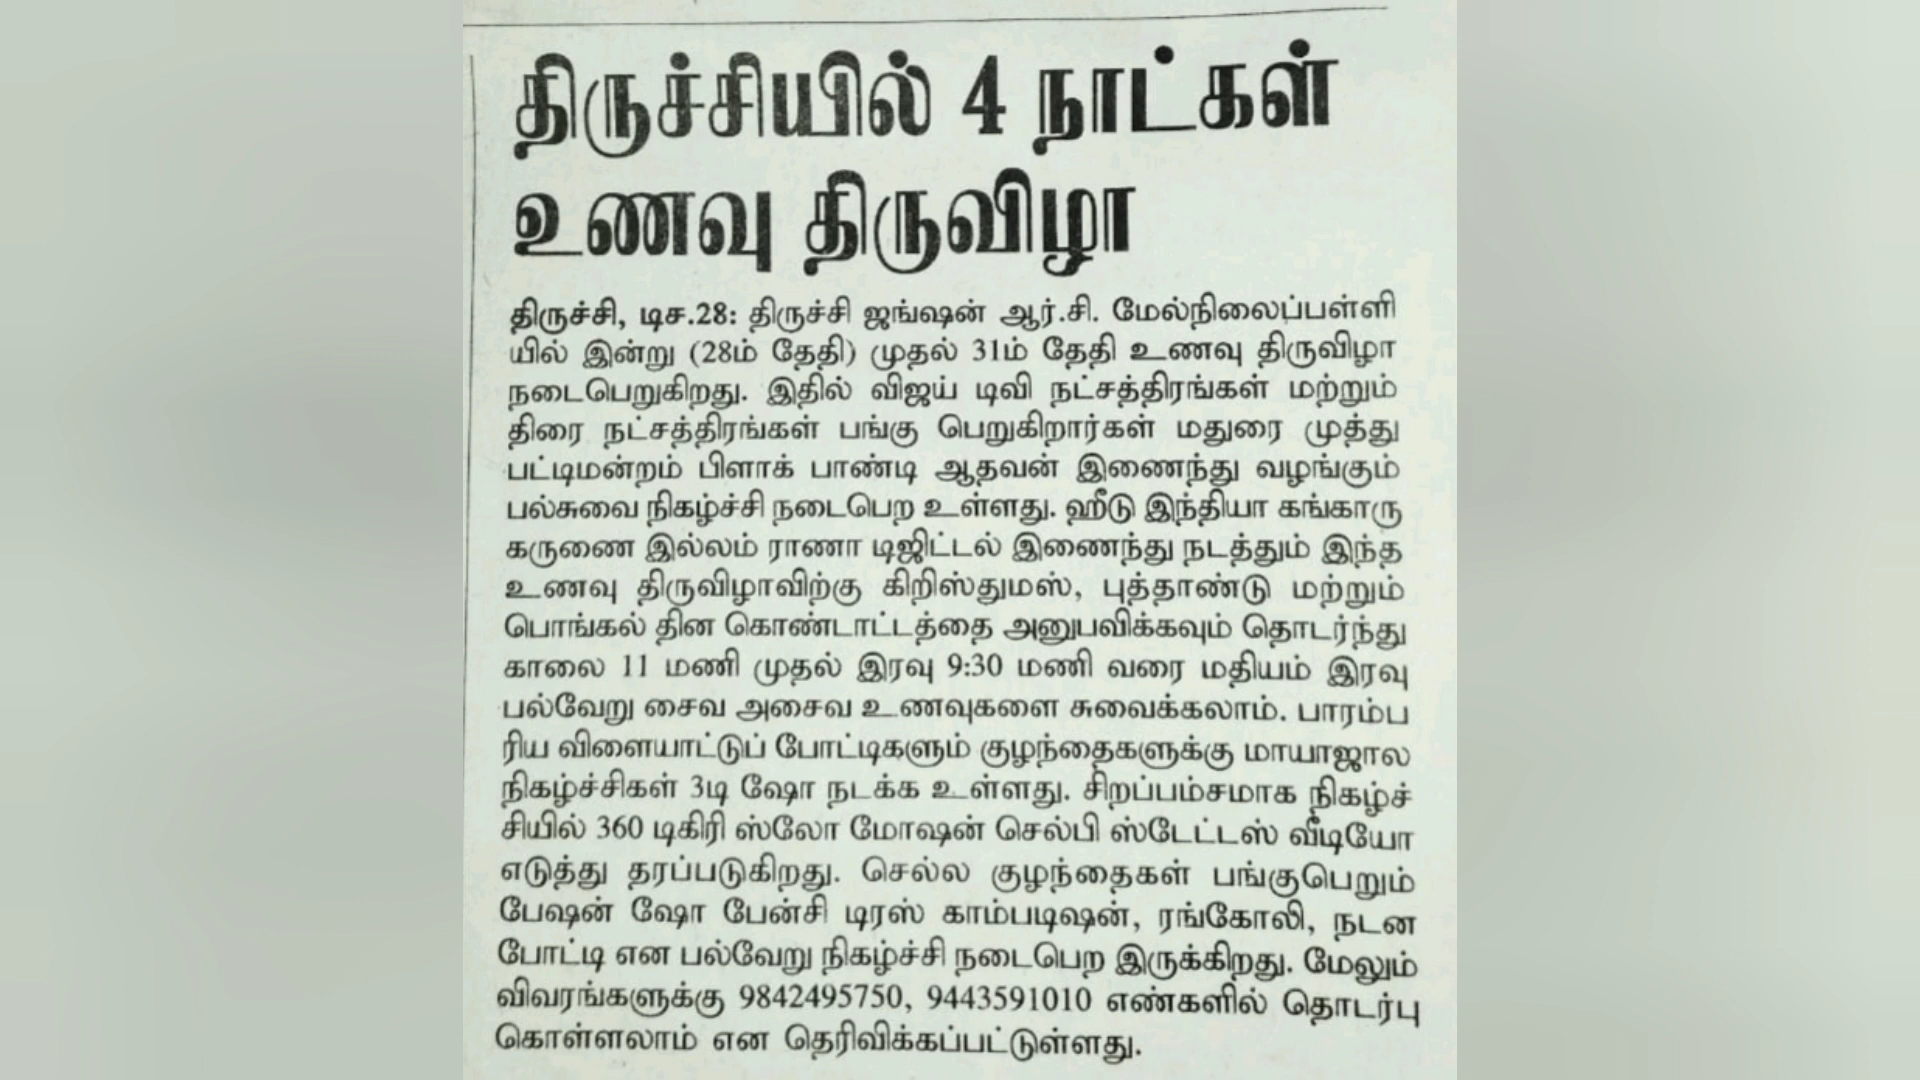 திருச்சியில் 4 நாட்கள்
உணவு திருவிழா
திருச்சி, டிச.28: திருச்சி ஜங்ஷன் ஆர்.சி. மேல்நிலைப்பள்ளி
யில் இன்று (28ம் தேதி) முதல் 31ம் தேதி உணவு திருவிழா
நடைபெறுகிறது. இதில் விஜய் டிவி நட்சத்திரங்கள் மற்றும்
திரை நட்சத்திரங்கள் பங்கு பெறுகிறார்கள் மதுரை முத்து
பட்டிமன்றம் பிளாக் பாண்டி ஆதவன் இணைந்து வழங்கும்
பல்சுவை நிகழ்ச்சி நடைபெற உள்ளது. ஹீடு இந்தியா கங்காரு
கருணை இல்லம் ராணா டிஜிட்டல் இணைந்து நடத்தும் இந்த
உணவு திருவிழாவிற்கு கிறிஸ்துமஸ், புத்தாண்டு மற்றும்
பொங்கல் தின கொண்டாட்டத்தை அனுபவிக்கவும் தொடர்ந்து
காலை 11 மணி முதல் இரவு 9:30 மணி வரை மதியம் இரவு
பல்வேறு சைவ அசைவ உணவுகளை சுவைக்கலாம். பாரம்ப
ரிய விளையாட்டுப் போட்டிகளும் குழந்தைகளுக்கு மாயாஜால
நிகழ்ச்சிகள் 3டி ஷோ நடக்க உள்ளது. சிறப்பம்சமாக நிகழ்ச்
சியில் 360 டிகிரி ஸ்லோ மோஷன் செல்பி ஸ்டேட்டஸ் வீடியோ
எடுத்து தரப்படுகிறது. செல்ல குழந்தைகள் பங்குபெறும்
பேஷன் ஷோ பேன்சி டிரஸ் காம்படிஷன், ரங்கோலி, நடன
போட்டி என பல்வேறு நிகழ்ச்சி நடைபெற இருக்கிறது. மேலும்
விவரங்களுக்கு 9842495750, 9443591010 எண்களில் தொடர்பு
கொள்ளலாம் என தெரிவிக்கப்பட்டுள்ளது.